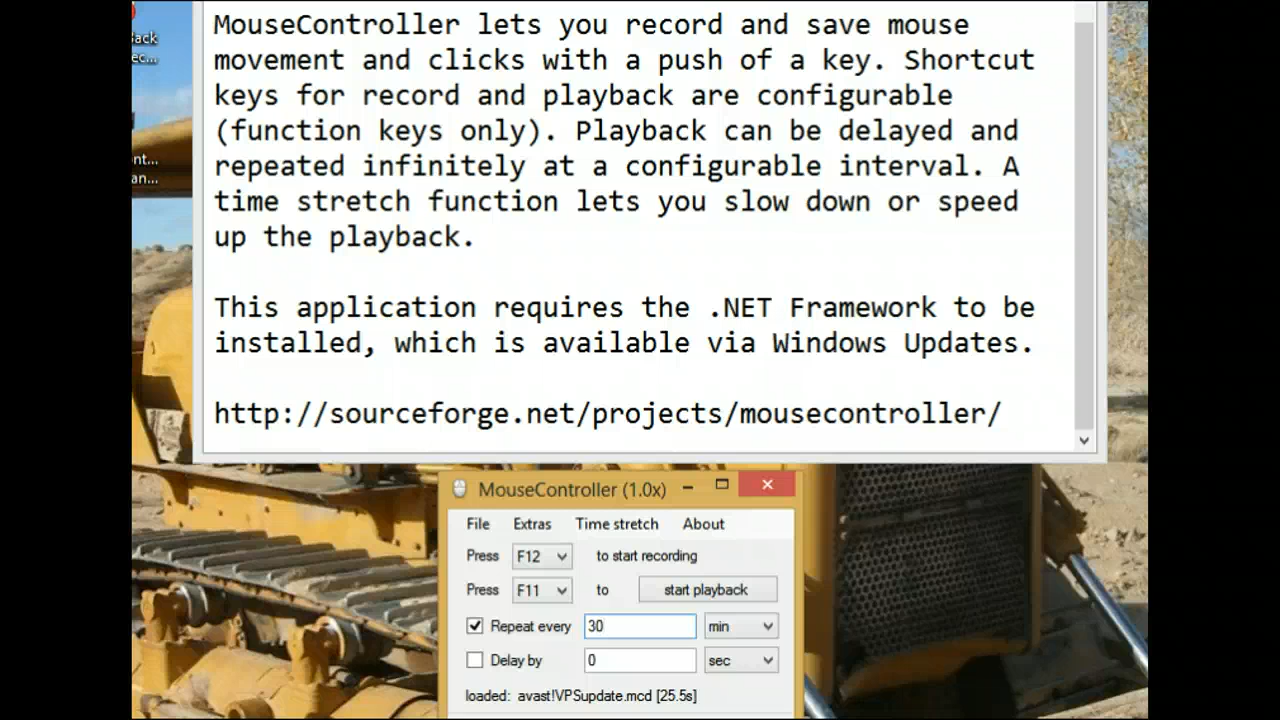 Back
ec...
nt...
an...
MouseController lets you record and save mouse
movement and clicks with a push of a key. Shortcut
keys for record and playback are configurable
(function keys only). Playback can be delayed and
repeated infinitely at a configurable interval. A
time stretch function lets you slow down or speed
up the playback.
This application requires the .NET Framework to be
installed, which is available via Windows Updates.
http://sourceforge.net/projects/mousecontroller/
MouseController (1.0x)
File Extras Time stretch About
Press F12 to start recording
Press F11 to start playback
Repeat every 30 min
Delay by 0 sec
loaded: avast!VPSupdate.mcd [25.5s]